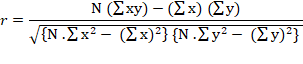 r = N (∑xy) − (∑x) (∑y) / √{N .∑x² − (∑x)²} {N .∑y² − (∑y)²}